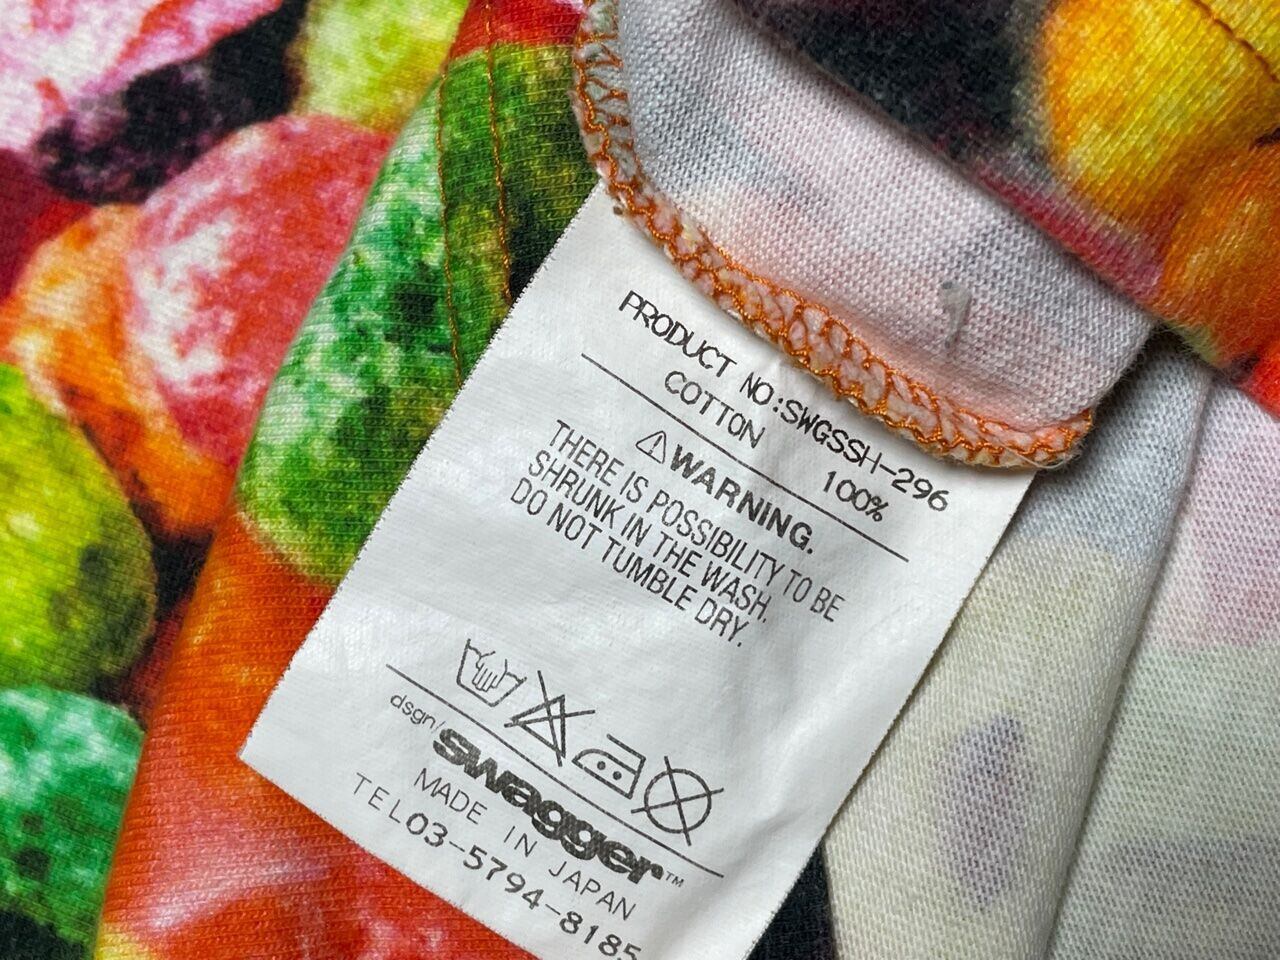 PRODUCT NO:SWGSSH-296
COTTON 100%
⚠WARNING.
THERE IS POSSIBILITY TO BE
SHRUNK IN THE WASH.
DO NOT TUMBLE DRY.
dsgn/swagger™
MADE IN JAPAN
TEL03-5794-8185